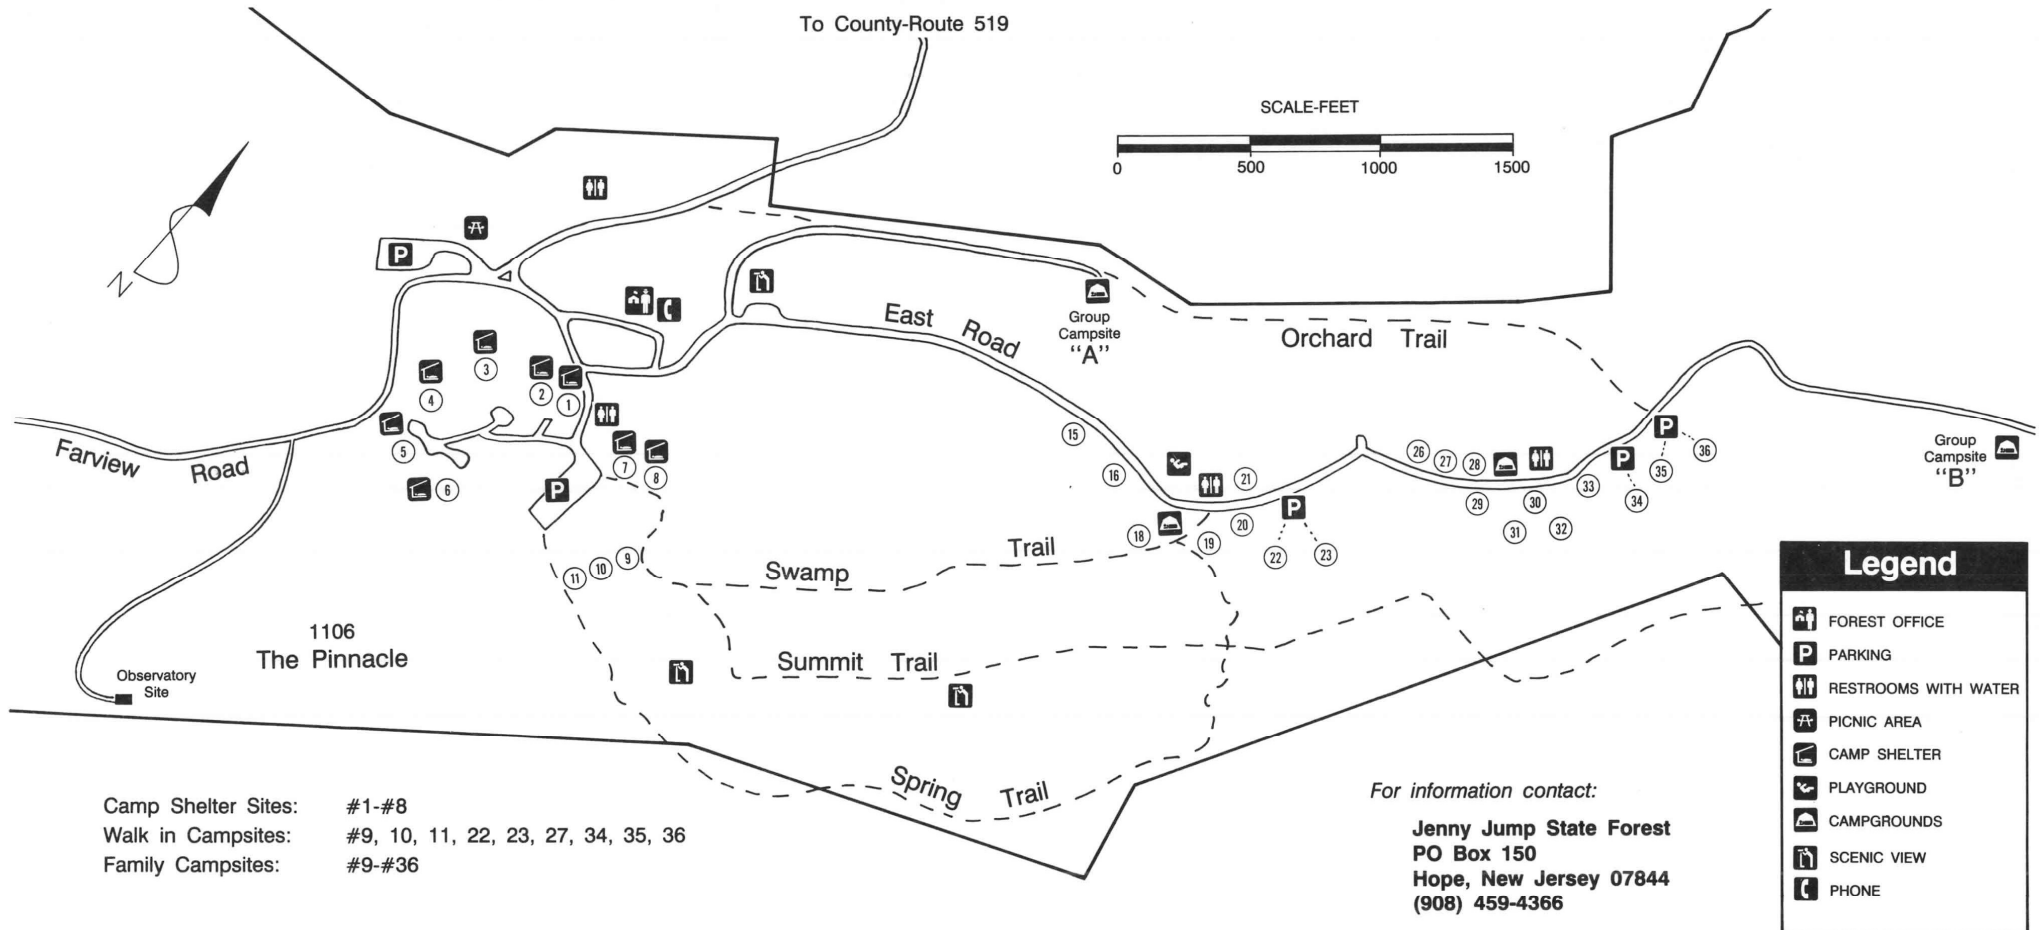 To County-Route 519
SCALE-FEET
0 500 1000 1500
N
P
East Road
Group
Campsite
"A"
Orchard Trail
3
4
2
1
5
6
7
8
P
Farview Road
15
16
21
18
19
20
P
22
23
26
27
28
29
30
31
32
33
P
34
P
35
36
Group
Campsite
"B"
11
10
9
Swamp Trail
1106
The Pinnacle
Summit Trail
Observatory
Site
Spring Trail
Camp Shelter Sites: #1-#8
Walk in Campsites: #9, 10, 11, 22, 23, 27, 34, 35, 36
Family Campsites: #9-#36
For information contact:
Jenny Jump State Forest
PO Box 150
Hope, New Jersey 07844
(908) 459-4366
Legend
FOREST OFFICE
P PARKING
RESTROOMS WITH WATER
PICNIC AREA
CAMP SHELTER
PLAYGROUND
CAMPGROUNDS
SCENIC VIEW
PHONE